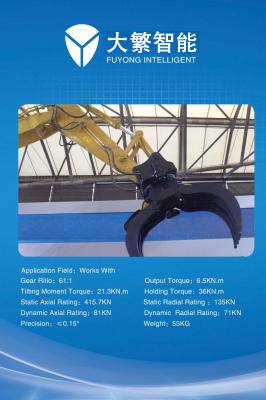 大繁智能
FUYONG INTELLIGENT
Application Field：Works With
Gear Ritio：61:1
Output Torque：6.5KN.m
Tilting Moment Torque：21.3KN.m
Holding Torque：36KN.m
Static Axial Rating：415.7KN
Static Radial Rating：135KN
Dynamic Axial Rating：81KN
Dynamic Radial Rating：71KN
Precision：≤0.15°
Weight：55KG